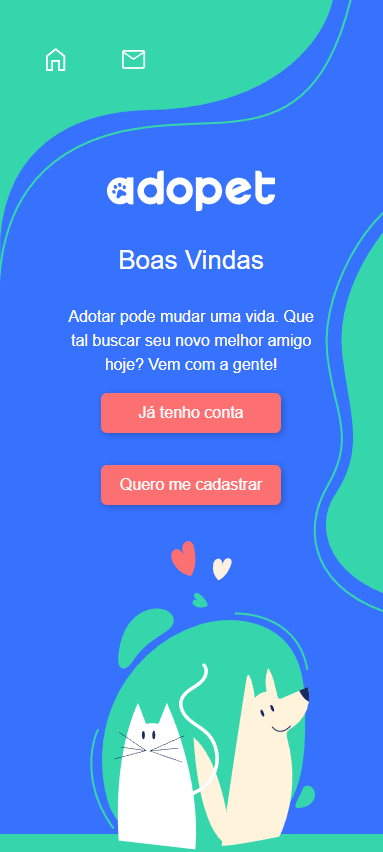 adopet
Boas Vindas
Adotar pode mudar uma vida. Que
tal buscar seu novo melhor amigo
hoje? Vem com a gente!
Já tenho conta
Quero me cadastrar